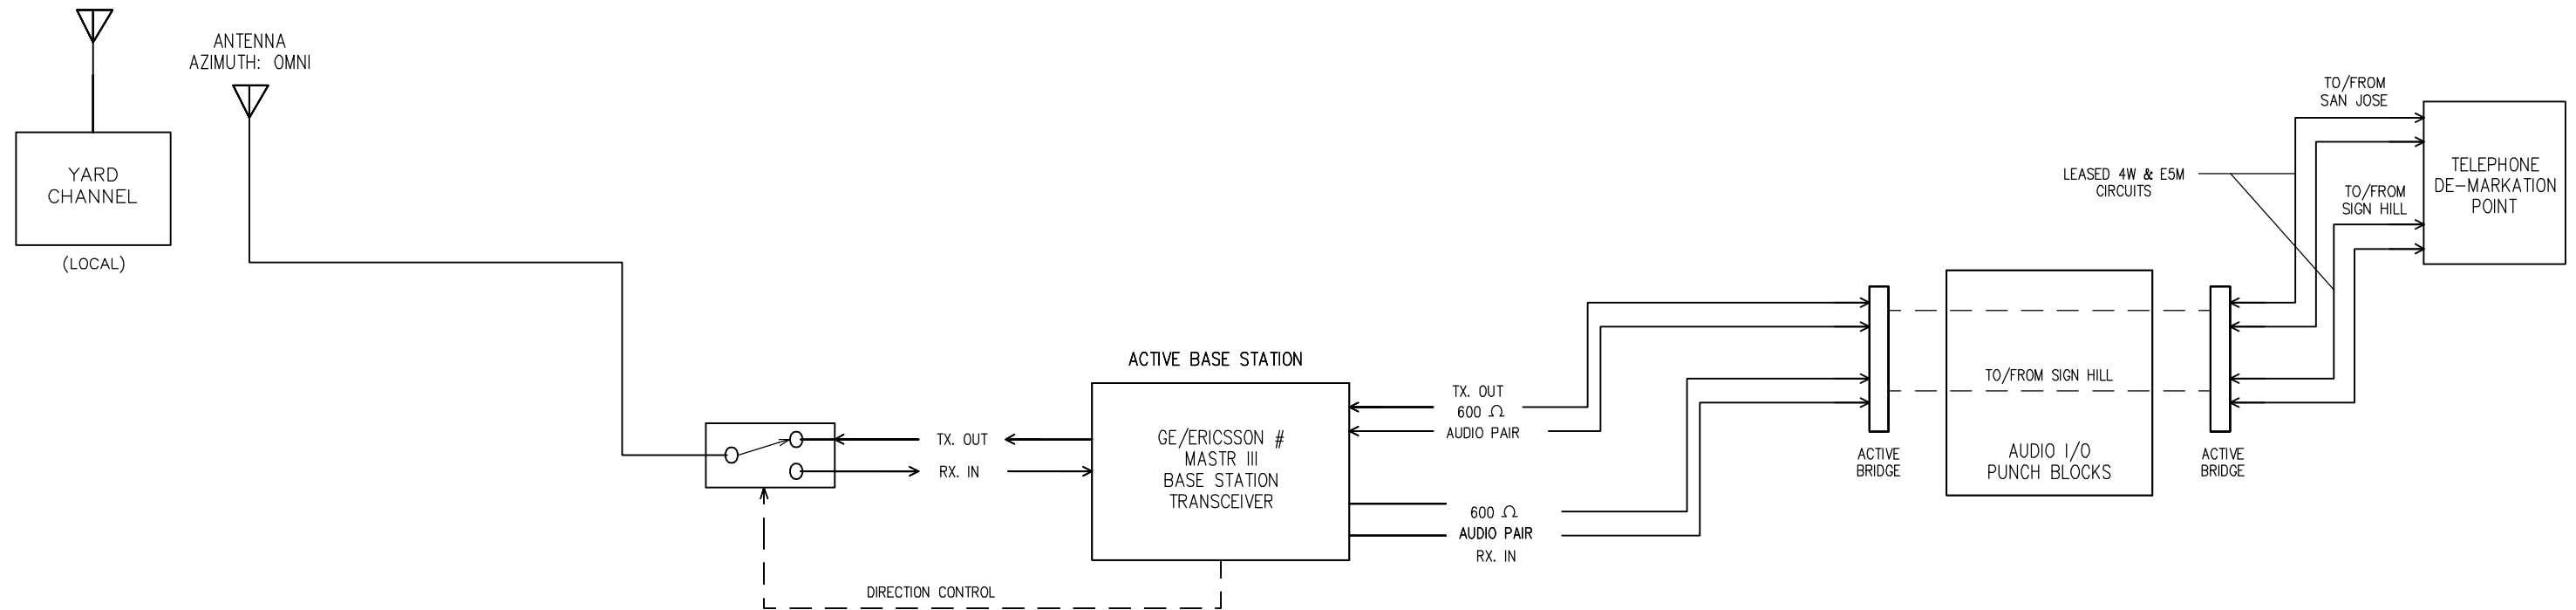 ANTENNA
AZIMUTH: OMNI
YARD
CHANNEL
(LOCAL)
TX. OUT
RX. IN
DIRECTION CONTROL
ACTIVE BASE STATION
GE/ERICSSON #
MASTR III
BASE STATION
TRANSCEIVER
TX. OUT
600 Ω
AUDIO PAIR
600 Ω
AUDIO PAIR
RX. IN
ACTIVE
BRIDGE
TO/FROM SIGN HILL
AUDIO I/O
PUNCH BLOCKS
ACTIVE
BRIDGE
LEASED 4W & E5M
CIRCUITS
TO/FROM
SAN JOSE
TO/FROM
SIGN HILL
TELEPHONE
DE-MARKATION
POINT